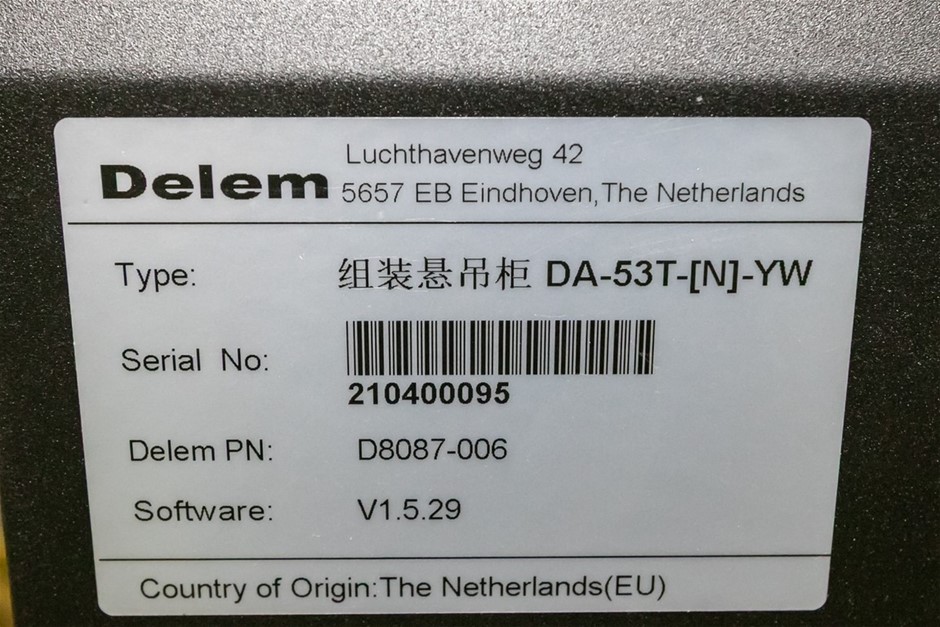 Delem
Luchthavenweg 42
5657 EB Eindhoven, The Netherlands
Type: 组装悬吊柜 DA-53T-[N]-YW
Serial No:
210400095
Delem PN: D8087-006
Software: V1.5.29
Country of Origin:The Netherlands(EU)